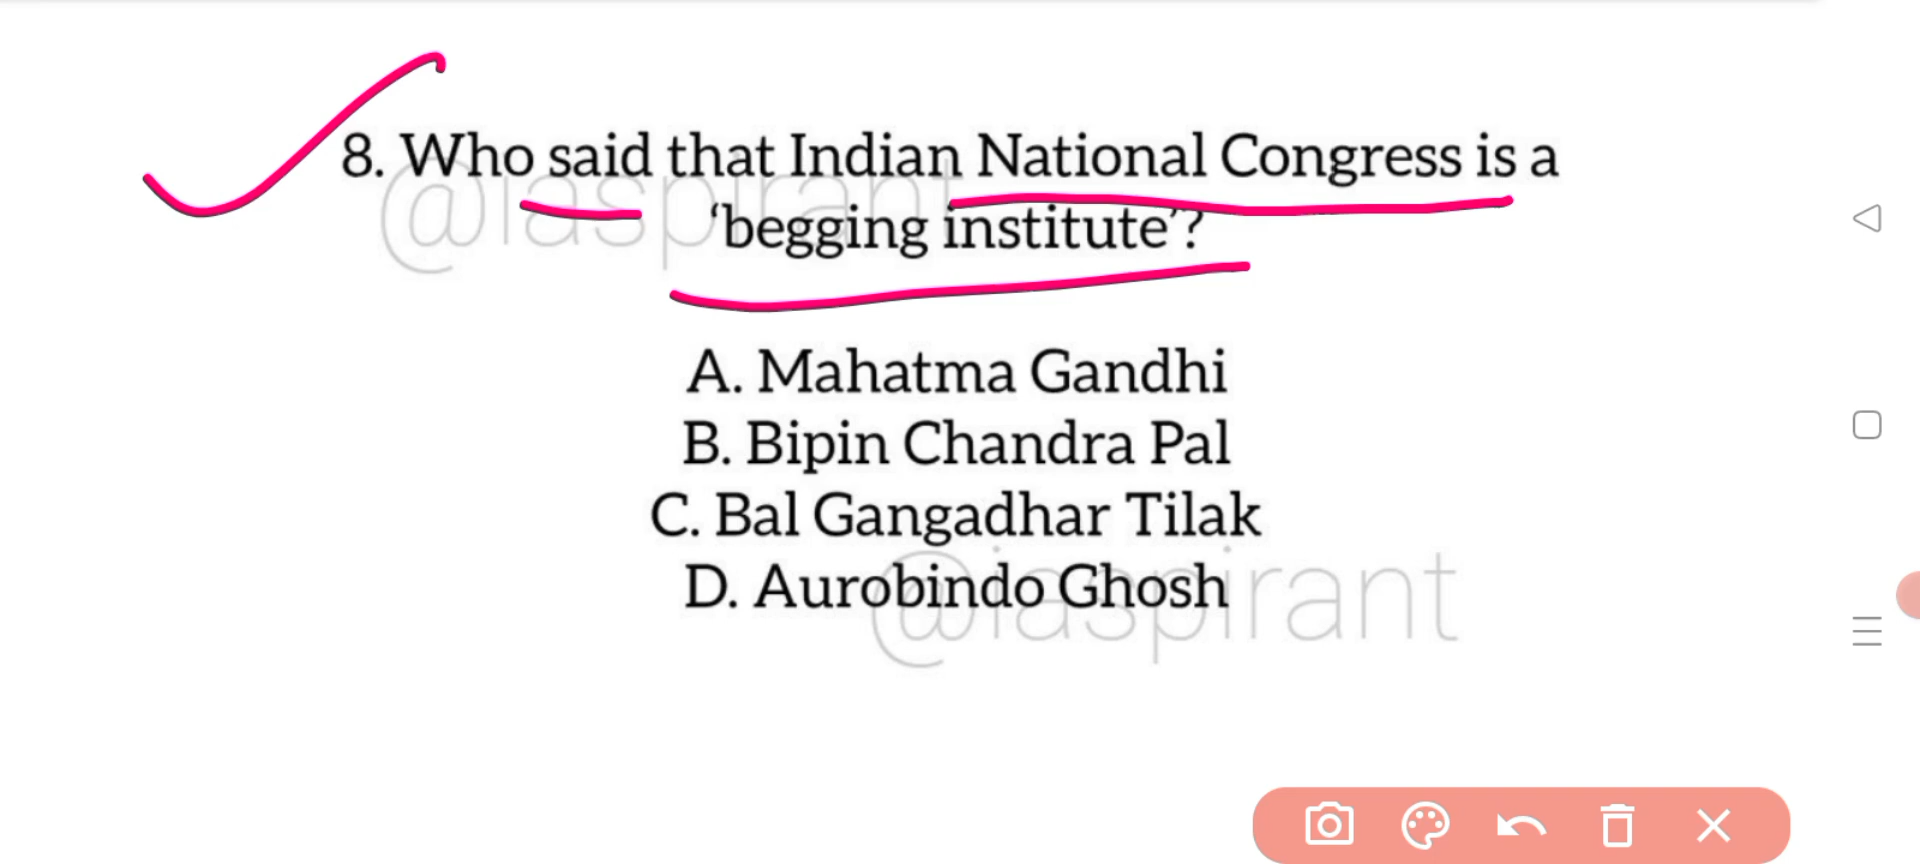 8. Who said that Indian National Congress is a
‘begging institute’?
@iaspirant
A. Mahatma Gandhi
B. Bipin Chandra Pal
C. Bal Gangadhar Tilak
D. Aurobindo Ghosh
@iaspirant